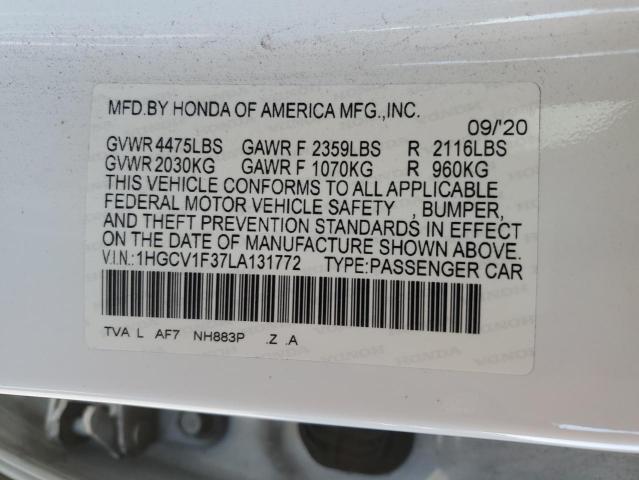 MFD.BY HONDA OF AMERICA MFG.,INC. 09/'20
GVWR 4475LBS GAWR F 2359LBS R 2116LBS
GVWR 2030KG GAWR F 1070KG R 960KG
THIS VEHICLE CONFORMS TO ALL APPLICABLE
FEDERAL MOTOR VEHICLE SAFETY , BUMPER,
AND THEFT PREVENTION STANDARDS IN EFFECT
ON THE DATE OF MANUFACTURE SHOWN ABOVE.
V.I.N.:1HGCV1F37LA131772 TYPE:PASSENGER CAR
TVA L AF7 NH883P .Z .A